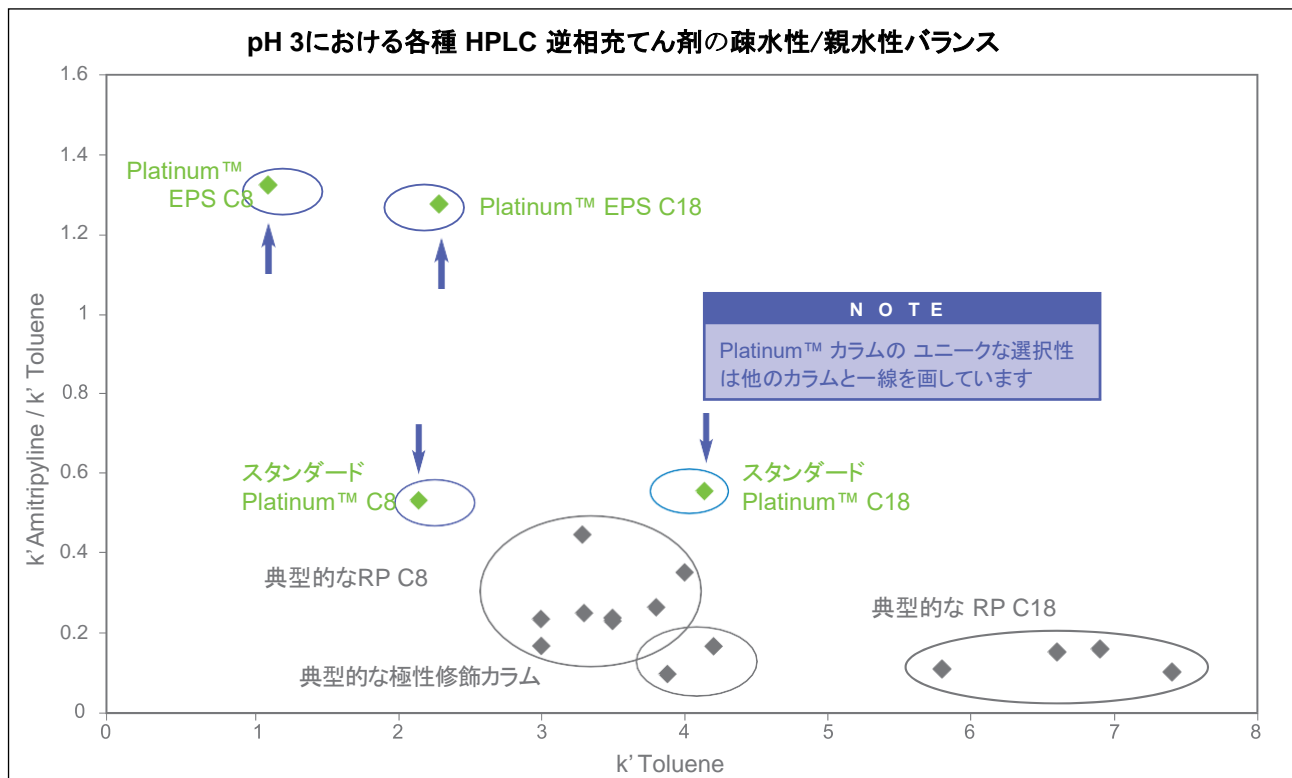 pH 3における各種 HPLC 逆相充てん剤の疎水性/親水性バランス
1.6
1.4
1.2
1
0.8
0.6
0.4
0.2
0
k’Amitripyline / k’ Toluene
Platinum™
EPS C8
Platinum™ EPS C18
NOTE
Platinum™ カラムの ユニークな選択性
は他のカラムと一線を画しています
スタンダード
Platinum™ C8
スタンダード
Platinum™ C18
典型的なRP C8
典型的な RP C18
典型的な極性修飾カラム
0 1 2 3 4 5 6 7 8
k’ Toluene